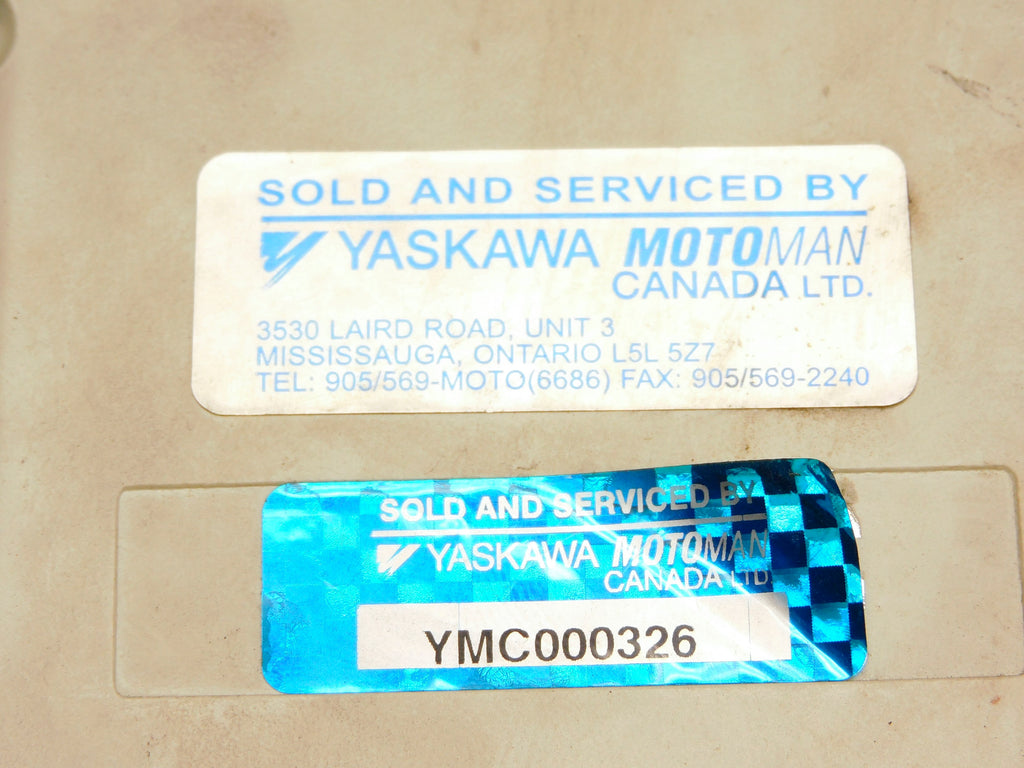 SOLD AND SERVICED BY
YASKAWA MOTOMAN
CANADA LTD.
3530 LAIRD ROAD, UNIT 3
MISSISSAUGA, ONTARIO L5L 5Z7
TEL: 905/569-MOTO(6686) FAX: 905/569-2240
SOLD AND SERVICED BY
YASKAWA MOTOMAN
CANADA LTD
YMC000326